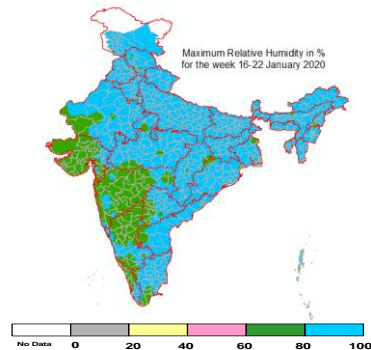 Maximum Relative Humidity in %
for the week 16-22 January 2020
No Data 0 20 40 60 80 100